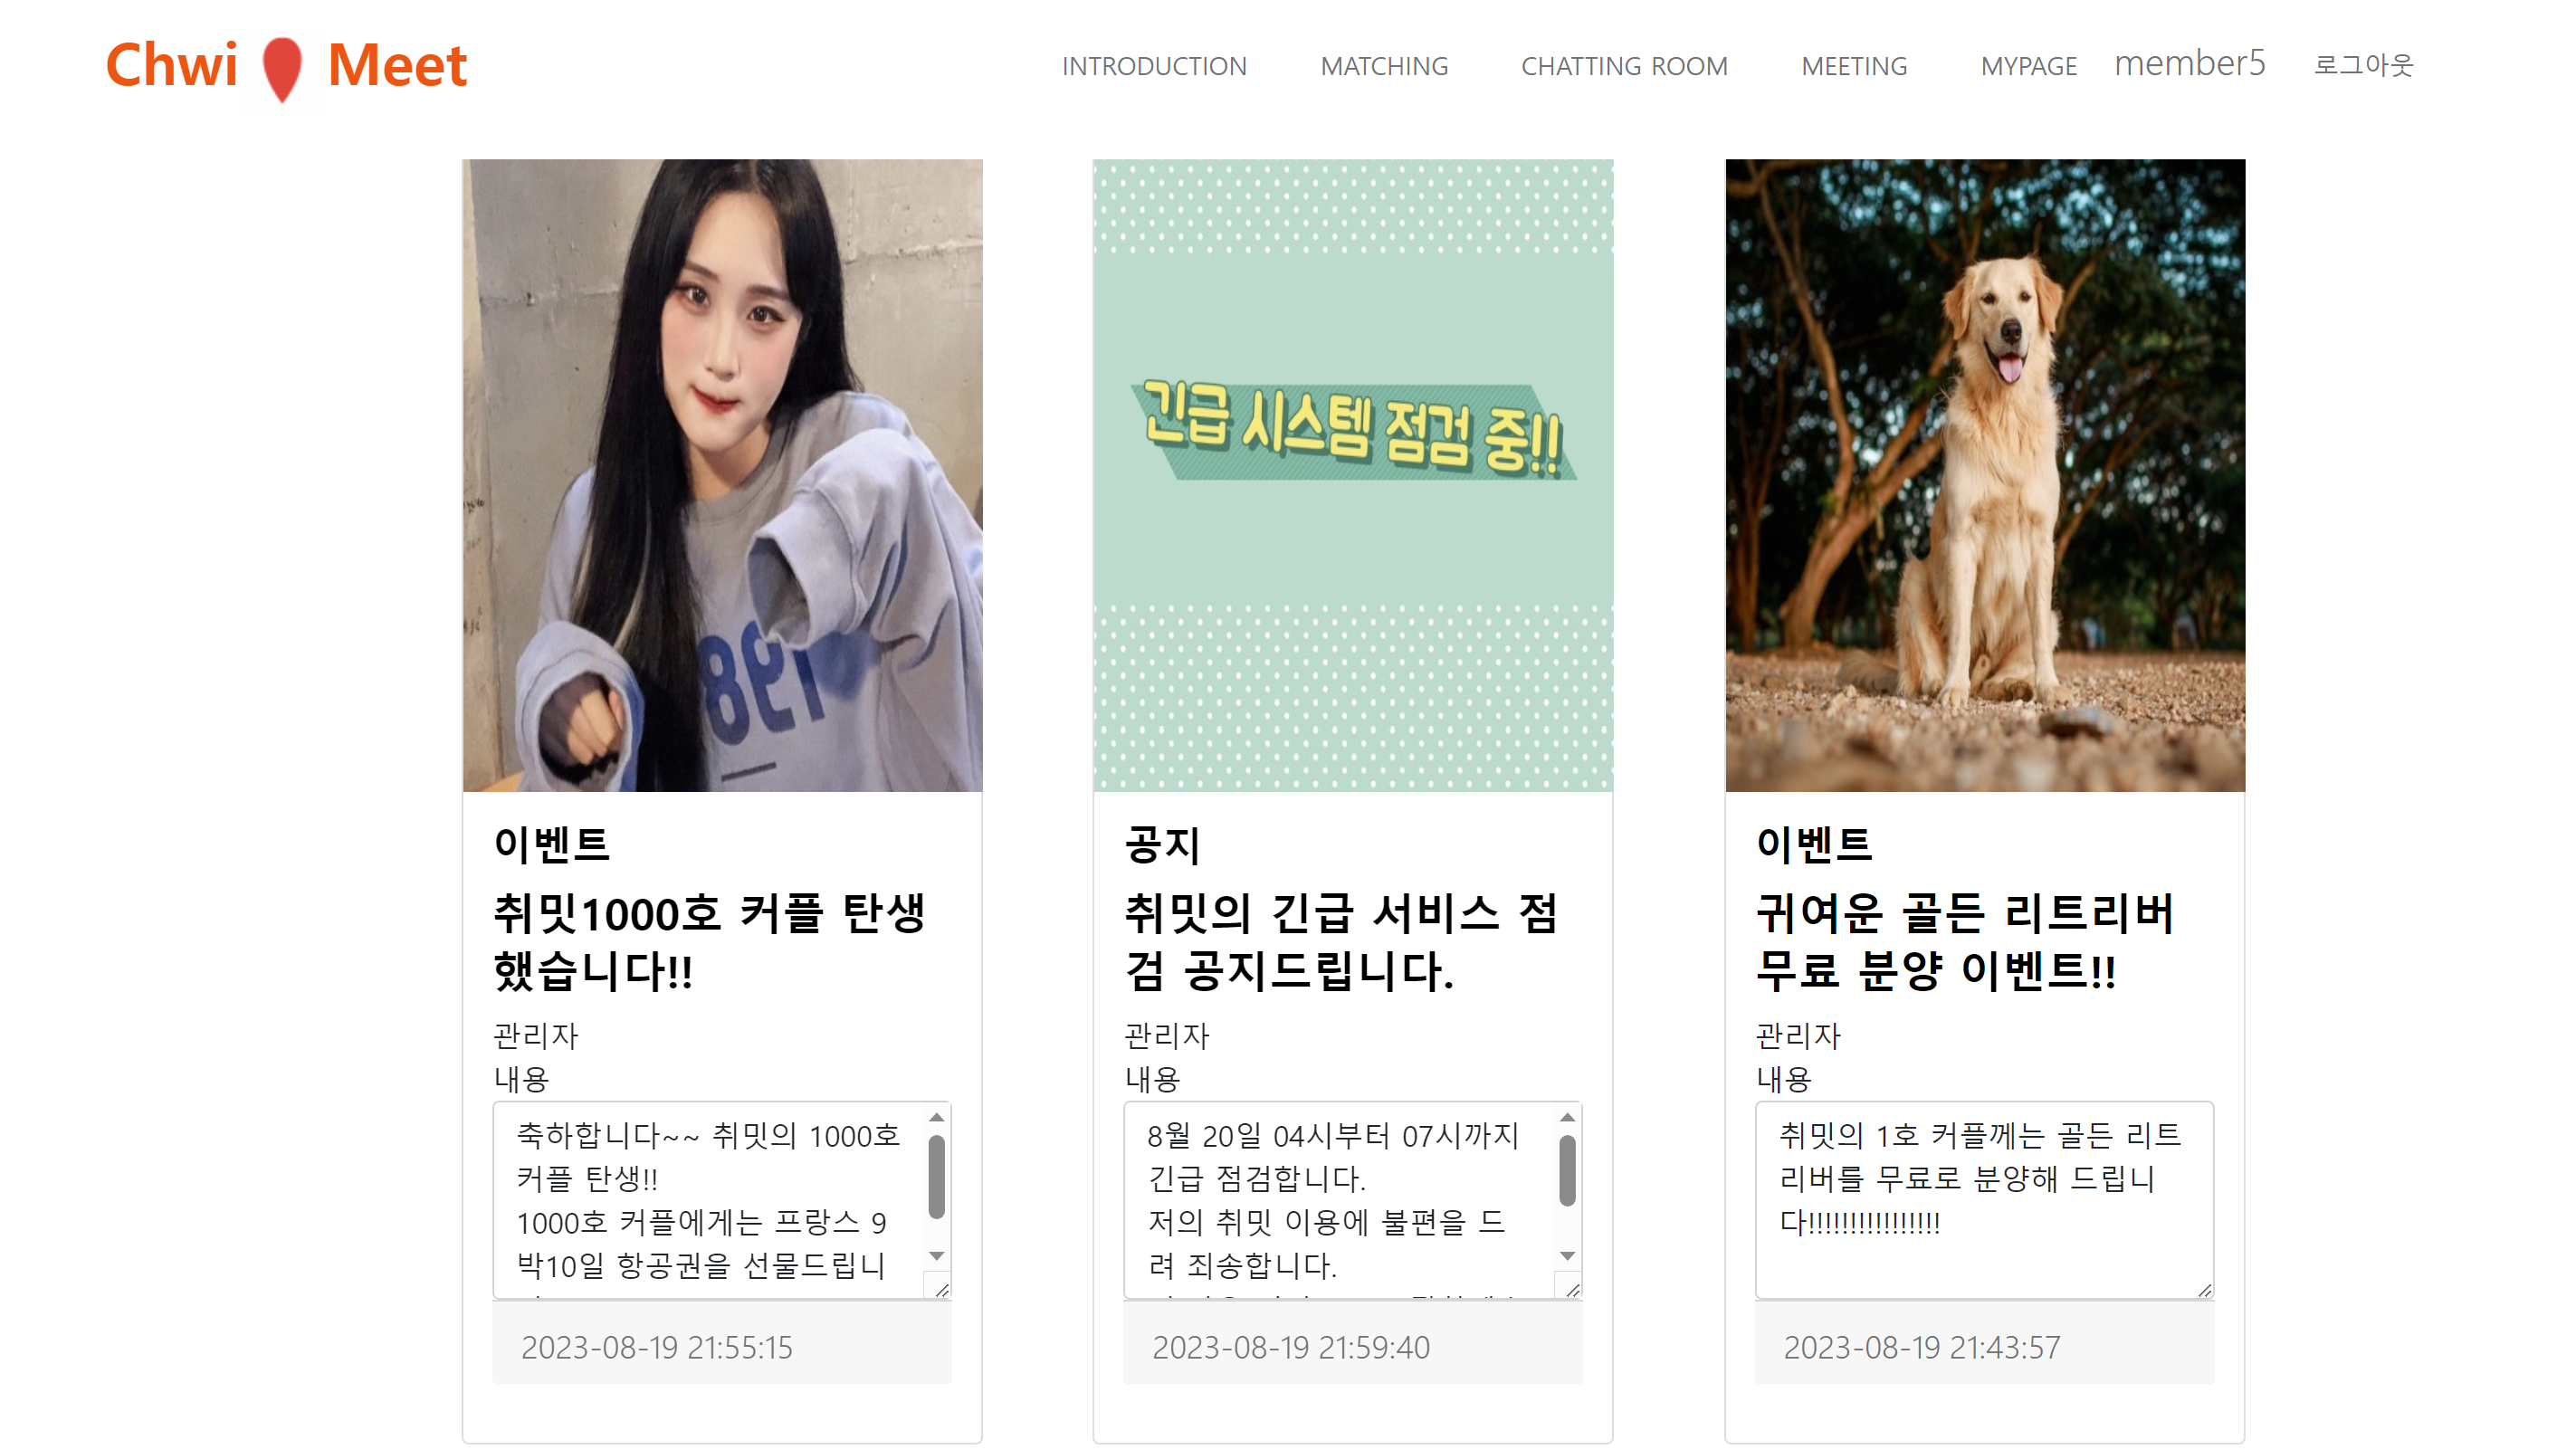 Chwi Meet
INTRODUCTION MATCHING CHATTING ROOM MEETING MYPAGE member5 로그아웃
이벤트
취밋1000호 커플 탄생
했습니다!!
관리자
내용
축하합니다~~ 취밋의 1000호
커플 탄생!!
1000호 커플에게는 프랑스 9
박10일 항공권을 선물드립니
2023-08-19 21:55:15
긴급 시스템 점검 중!!
공지
취밋의 긴급 서비스 점
검 공지드립니다.
관리자
내용
8월 20일 04시부터 07시까지
긴급 점검합니다.
저의 취밋 이용에 불편을 드
려 죄송합니다.
2023-08-19 21:59:40
이벤트
귀여운 골든 리트리버
무료 분양 이벤트!!
관리자
내용
취밋의 1호 커플께는 골든 리트
리버를 무료로 분양해 드립니
다!!!!!!!!!!!!!!!!
2023-08-19 21:43:57